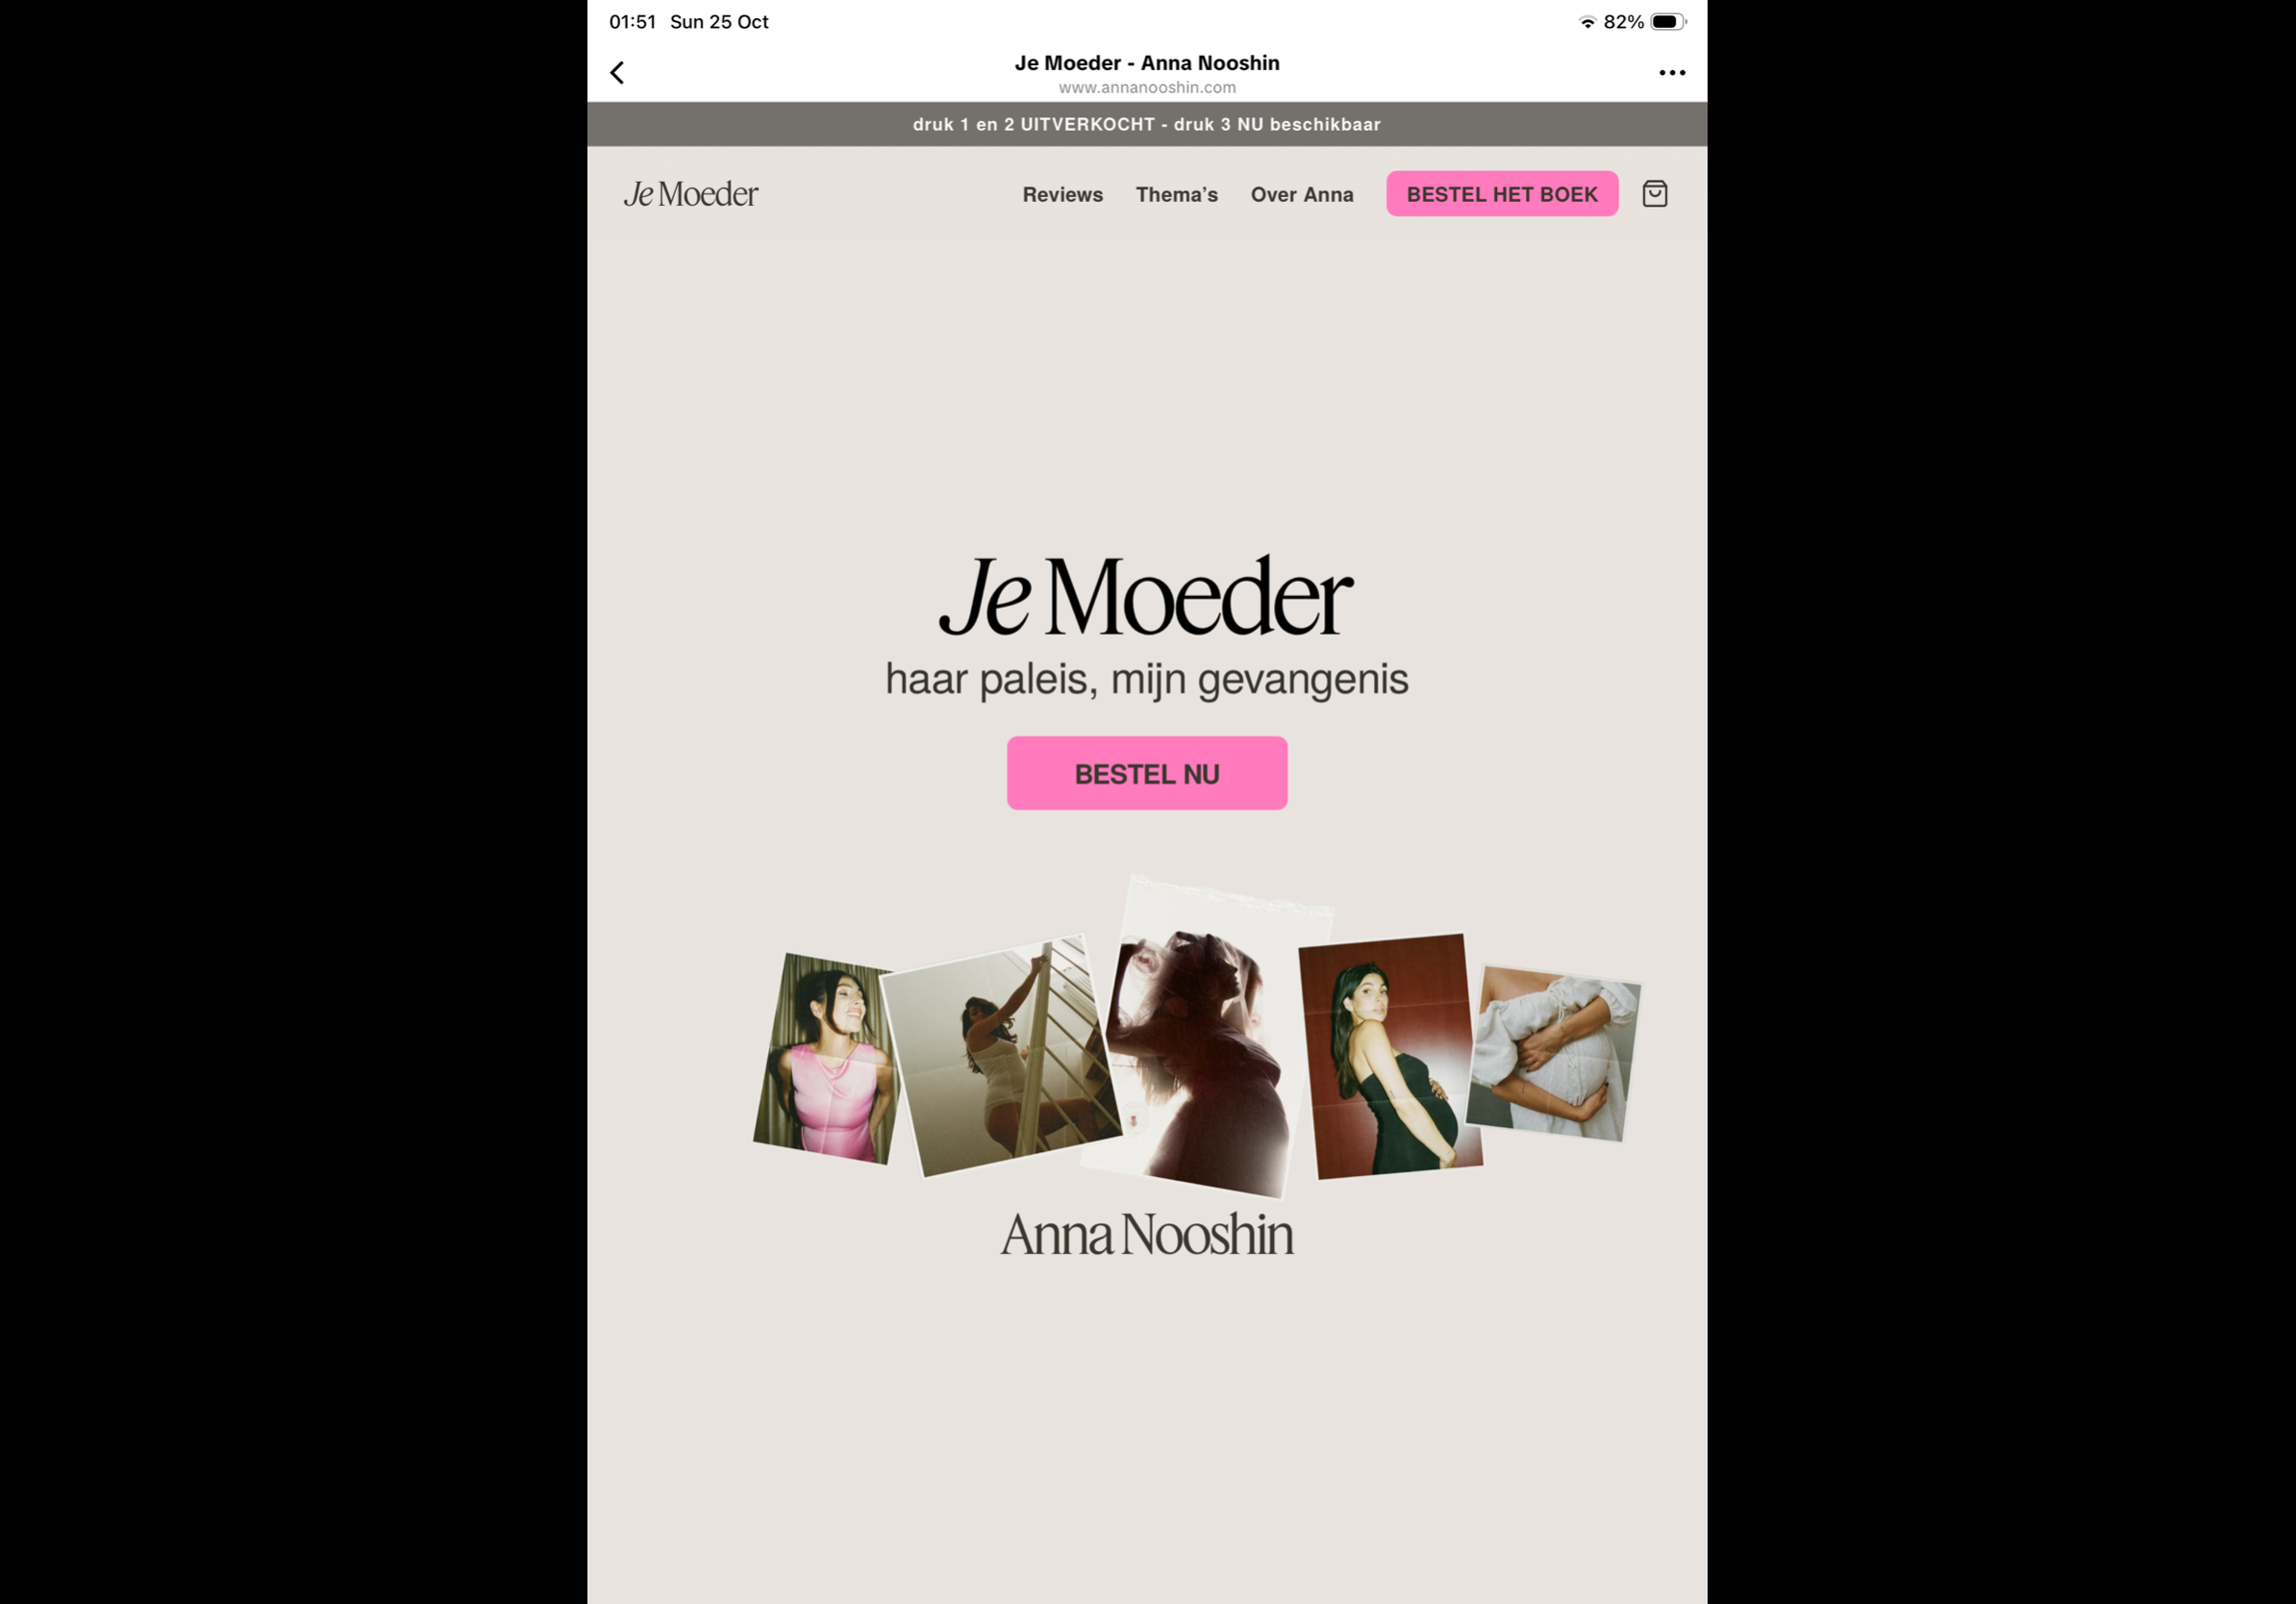 01:51 Sun 25 Oct 82%
Je Moeder - Anna Nooshin
www.annanooshin.com
druk 1 en 2 UITVERKOCHT - druk 3 NU beschikbaar
Je Moeder Reviews Thema’s Over Anna BESTEL HET BOEK
Je Moeder
haar paleis, mijn gevangenis
BESTEL NU
Anna Nooshin